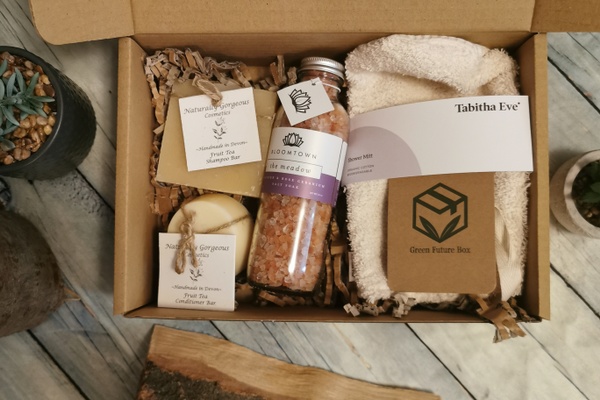 Naturally Gorgeous
Cosmetics
~Handmade in Devon~
Fruit Tea
Shampoo Bar
Naturally Gorgeous
Cosmetics
~Handmade in Devon~
Fruit Tea
Conditioner Bar
BLOOMTOWN
the meadow
Tabitha Eve
Mitt
Green Future Box